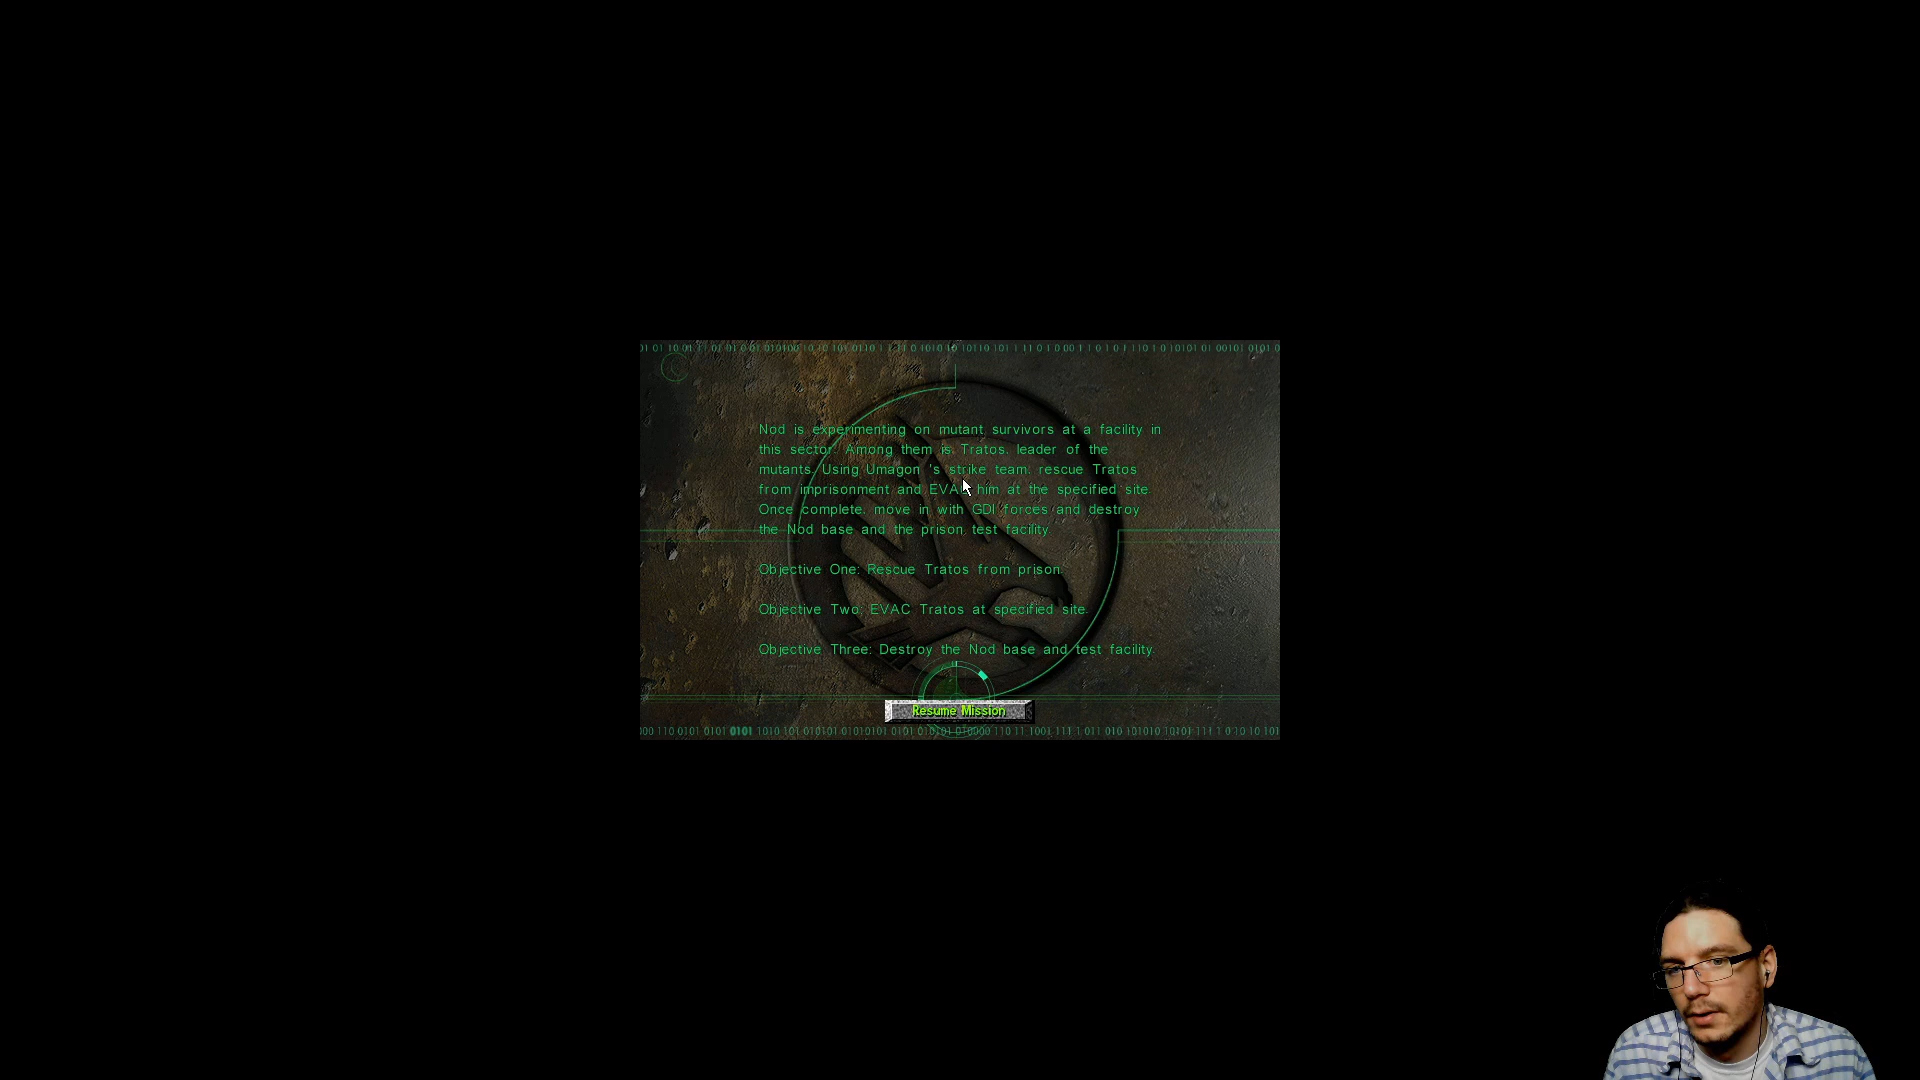 Nod is experimenting on mutant survivors at a facility in
this sector. Among them is Tratos. leader of the
mutants. Using Umagon 's strike team. rescue Tratos
from imprisonment and EVAC him at the specified site.
Once complete. move in with GDI forces and destroy
the Nod base and the prison test facility.
Objective One: Rescue Tratos from prison.
Objective Two: EVAC Tratos at specified site.
Objective Three: Destroy the Nod base and test facility.
Resume Mission